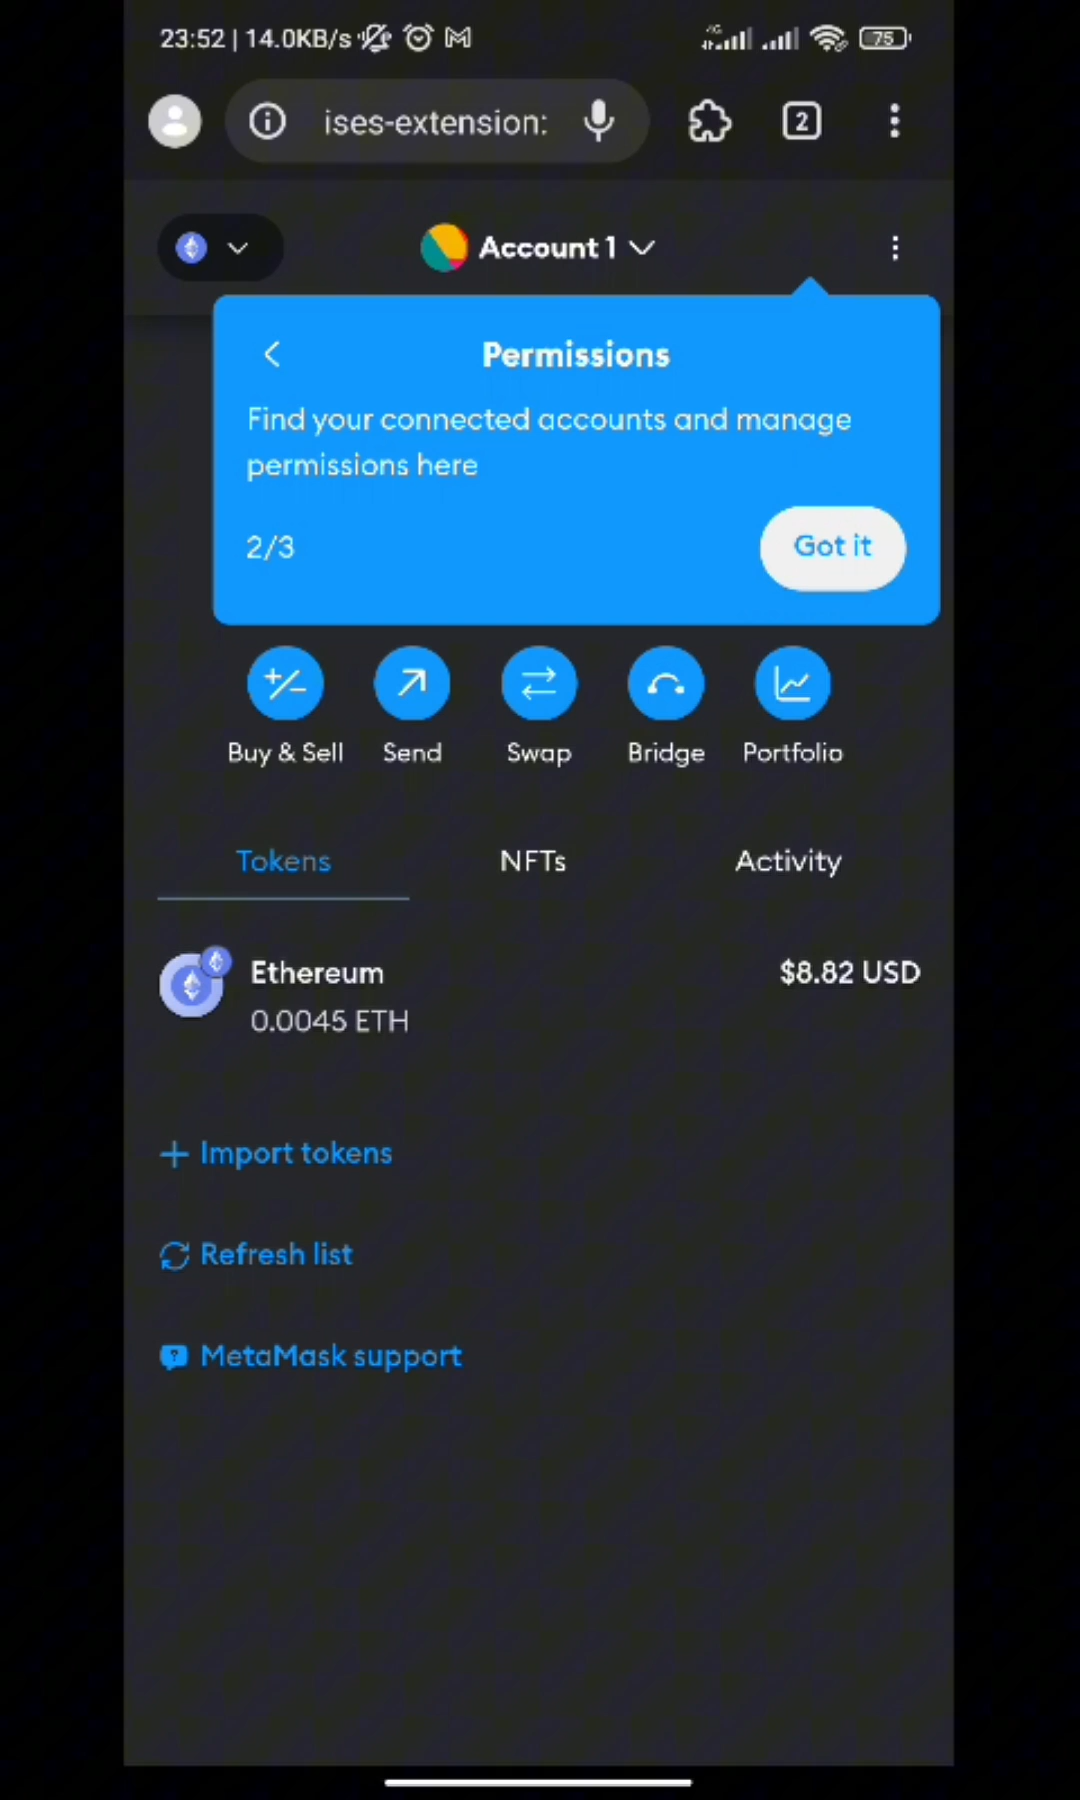 23:52 | 14.0KB/s
4G
75
ises-extension:
2
Account 1
Permissions
Find your connected accounts and manage
permissions here
2/3
Got it
Buy & Sell
Send
Swap
Bridge
Portfolio
Tokens
NFTs
Activity
Ethereum
$8.82 USD
0.0045 ETH
Import tokens
Refresh list
MetaMask support